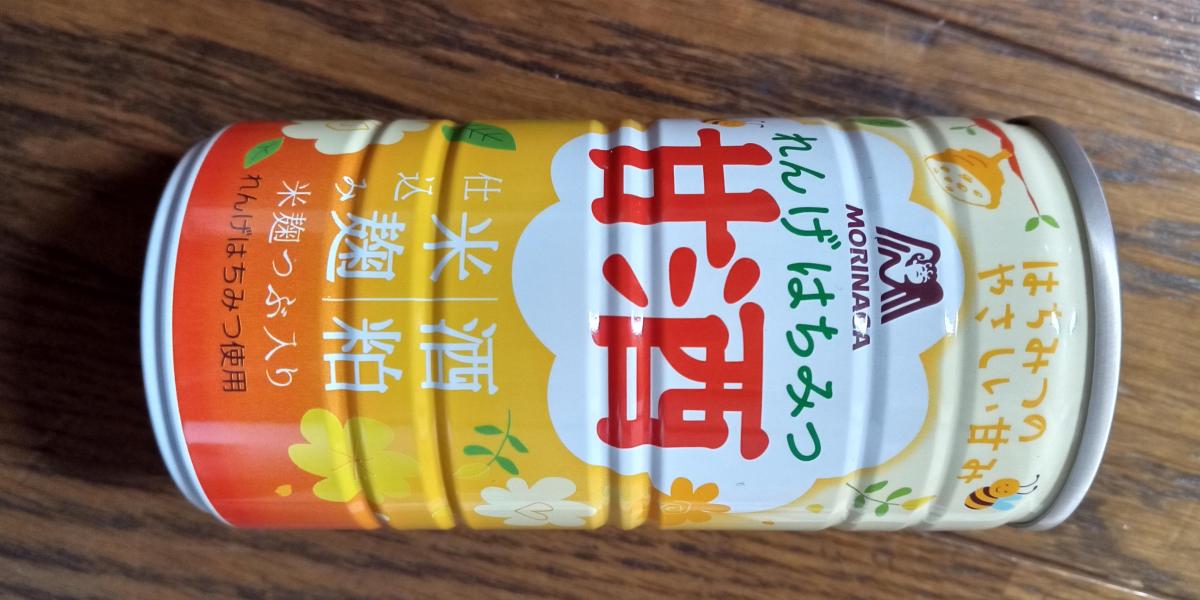 はちみつの
やさしい甘み
MORINAGA
れんげはちみつ
甘酒
酒粕
米麹
仕込み
米麹つぶ入り
れんげはちみつ使用